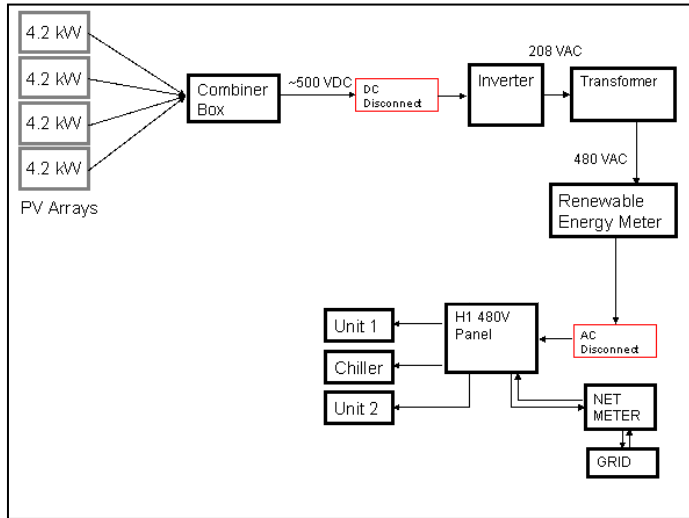 4.2 kW
4.2 kW
4.2 kW
4.2 kW
PV Arrays
Combiner
Box
~500 VDC
DC
Disconnect
Inverter
208 VAC
Transformer
480 VAC
Renewable
Energy Meter
AC
Disconnect
H1 480V
Panel
Unit 1
Chiller
Unit 2
NET
METER
GRID